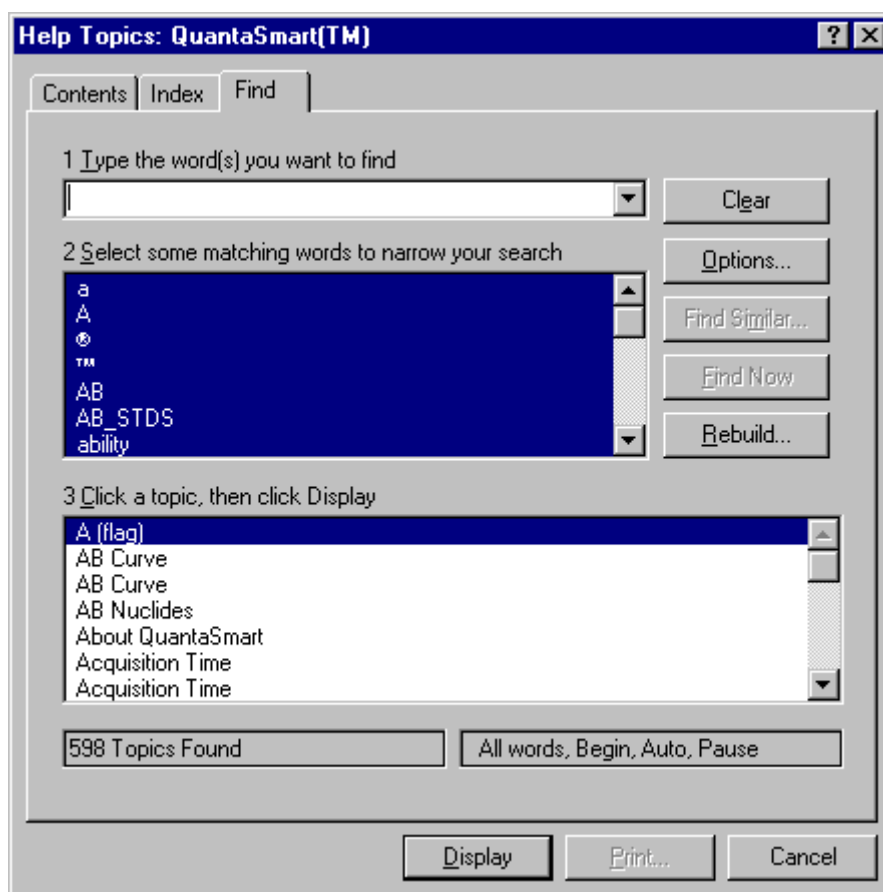 Help Topics: QuantaSmart(TM)
Contents Index Find
1 Type the word(s) you want to find
Clear
2 Select some matching words to narrow your search
Options...
a
A
®
™
AB
AB_STDS
ability
Find Similar...
Find Now
Rebuild...
3 Click a topic, then click Display
A (flag)
AB Curve
AB Curve
AB Nuclides
About QuantaSmart
Acquisition Time
Acquisition Time
598 Topics Found
All words, Begin, Auto, Pause
Display Print... Cancel